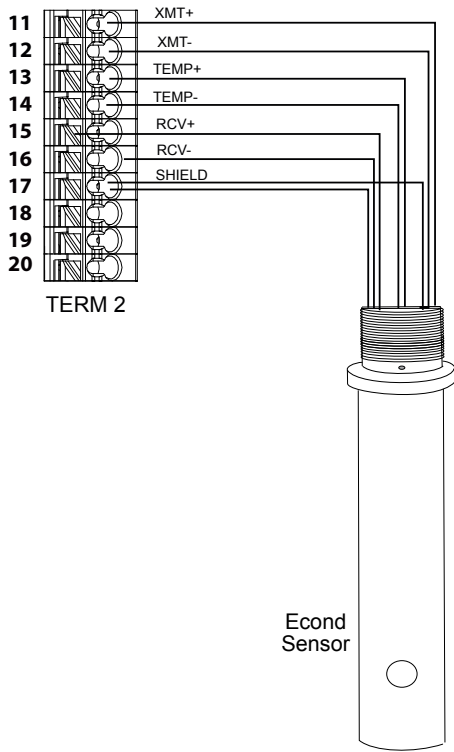 11 XMT+
12 XMT-
13 TEMP+
14 TEMP-
15 RCV+
16 RCV-
17 SHIELD
18
19
20
TERM 2
Econd
Sensor